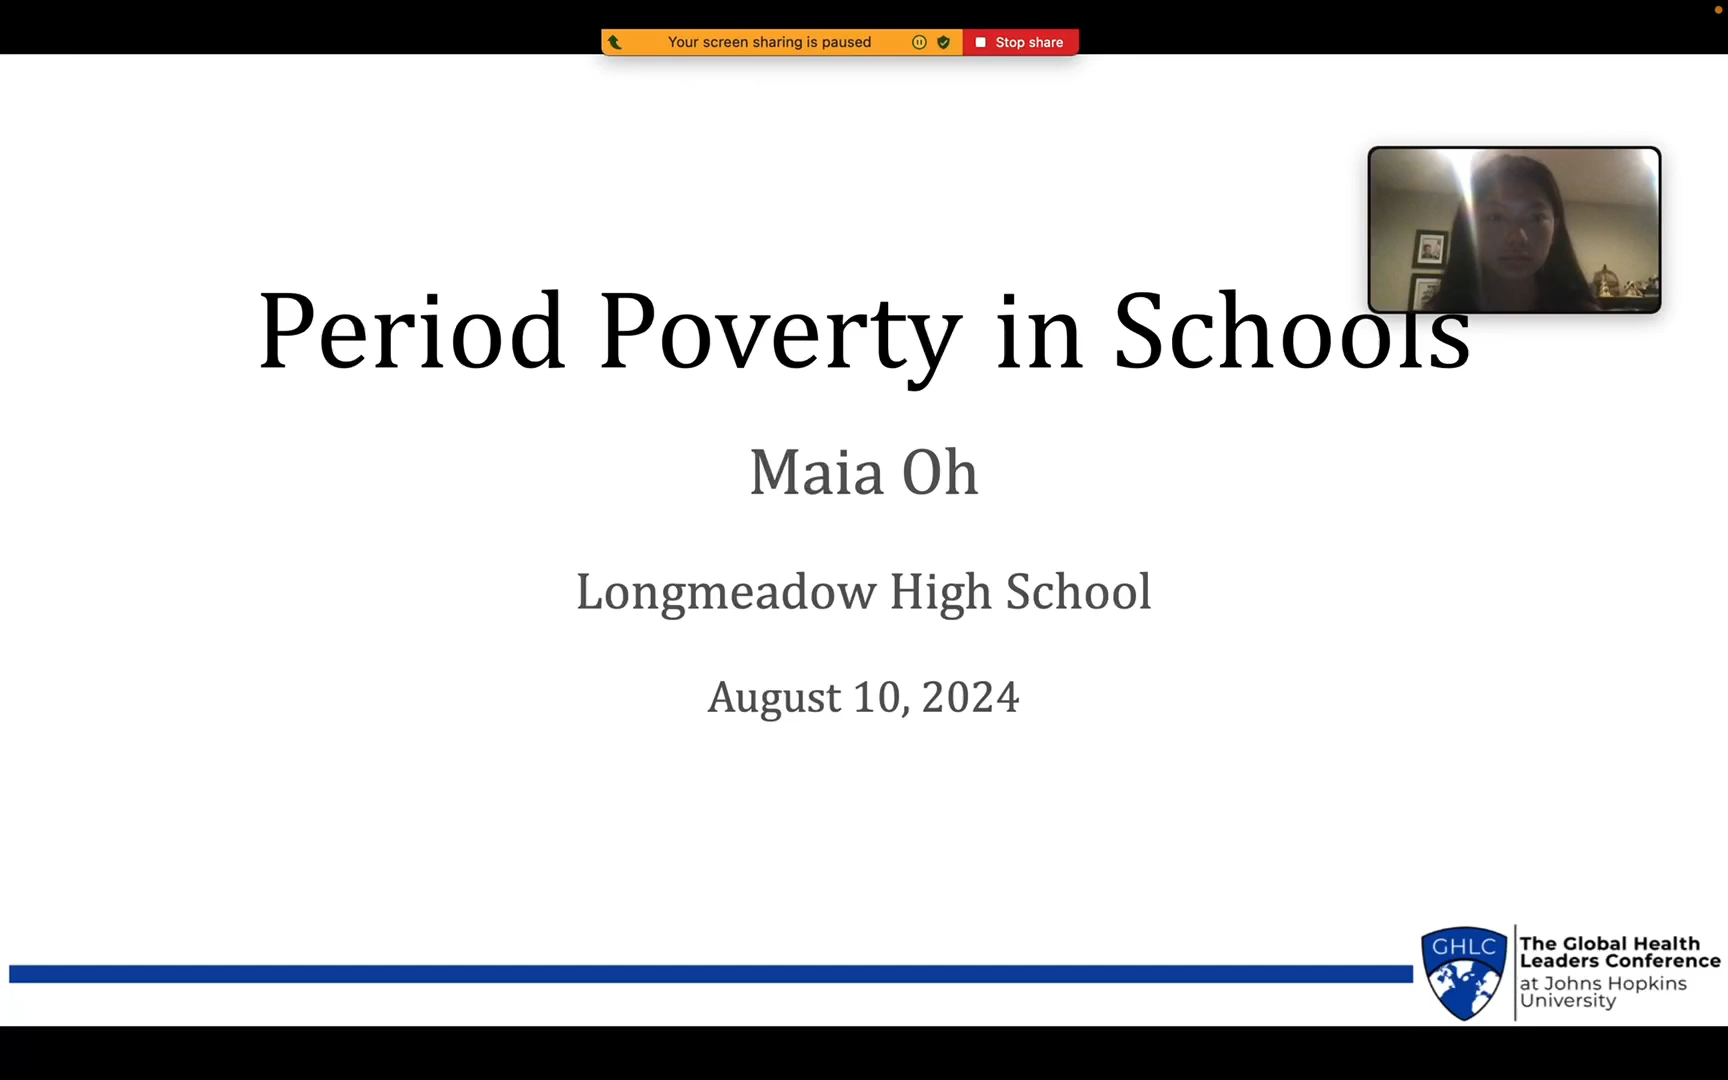 Your screen sharing is paused
Stop share
Period Poverty in Schools
Maia Oh
Longmeadow High School
August 10, 2024
GHLC
The Global Health
Leaders Conference
at Johns Hopkins
University